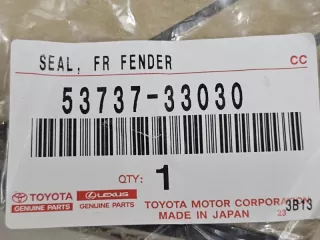 SEAL, FR FENDER
CC
53737-33030
QTY: 1
TOYOTA
GENUINE PARTS
LEXUS
GENUINE PARTS
TOYOTA MOTOR CORPORATION
MADE IN JAPAN
23
3B13